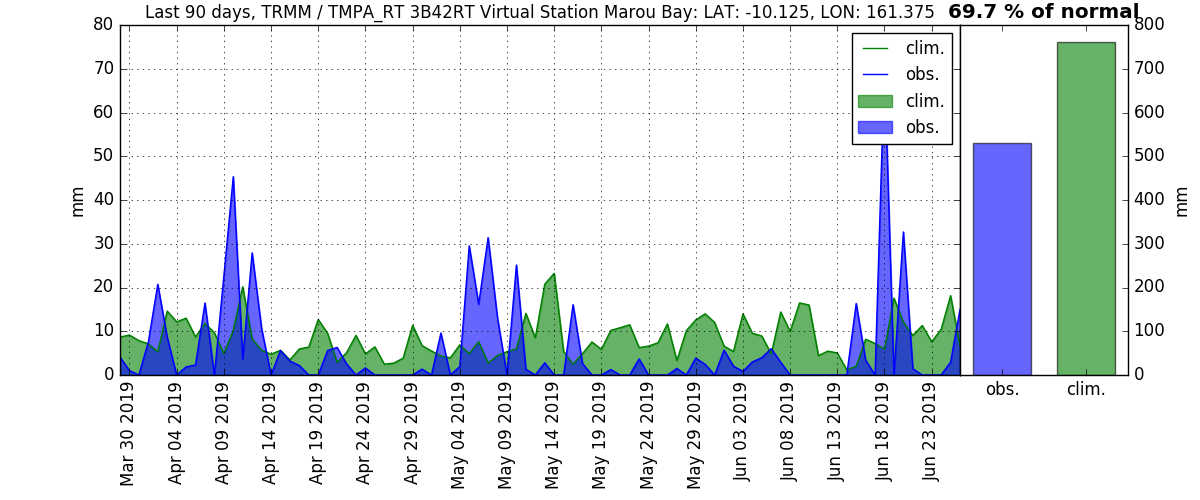 Last 90 days, TRMM / TMPA_RT 3B42RT Virtual Station Marou Bay: LAT: -10.125, LON: 161.375 69.7 % of normal
80
70
60
50
40
30
20
10
0
mm
clim.
obs.
clim.
obs.
800
700
600
500
400
300
200
100
0
mm
Mar 30 2019
Apr 04 2019
Apr 09 2019
Apr 14 2019
Apr 19 2019
Apr 24 2019
Apr 29 2019
May 04 2019
May 09 2019
May 14 2019
May 19 2019
May 24 2019
May 29 2019
Jun 03 2019
Jun 08 2019
Jun 13 2019
Jun 18 2019
Jun 23 2019
obs.
clim.